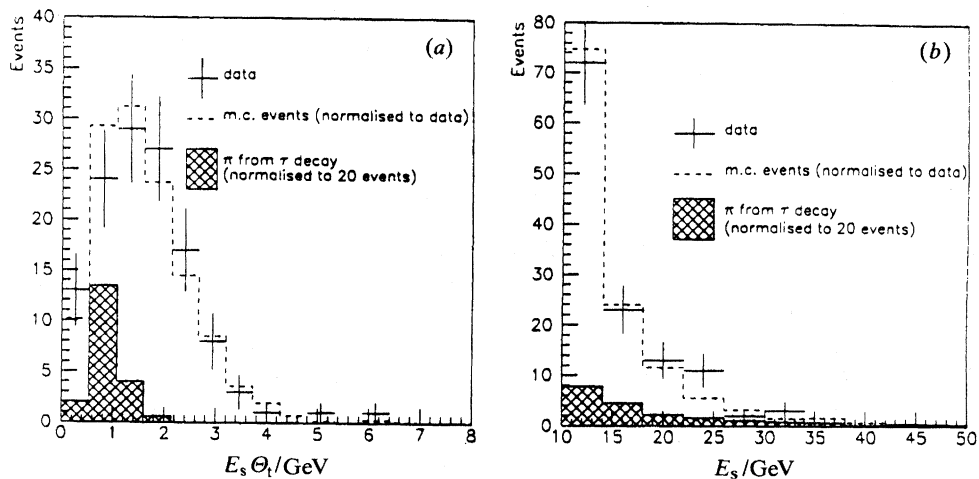 Events
40
35
30
25
20
15
10
5
0
(a)
data
m.c. events (normalised to data)
π from τ decay
(normalised to 20 events)
0 1 2 3 4 5 6 7 8
E_s Θ_t/GeV
Events
80
70
60
50
40
30
20
10
0
(b)
data
m.c. events (normalised to data)
π from τ decay
(normalised to 20 events)
10 15 20 25 30 35 40 45 50
E_s/GeV